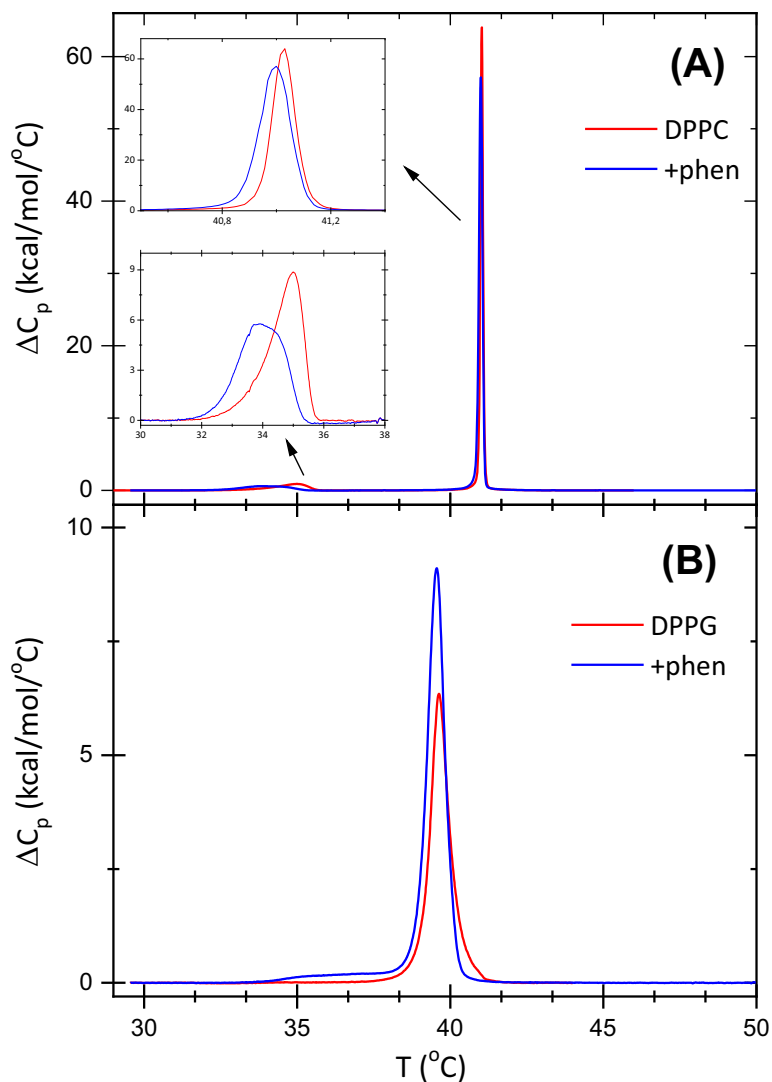 (A)
DPPC
+phen
ΔCp (kcal/mol/°C)
60
40
20
0
60
40
20
0
40,8 41,2
9
6
3
0
30 32 34 36 38
(B)
DPPG
+phen
ΔCp (kcal/mol/°C)
10
5
0
30 35 40 45 50
T (°C)